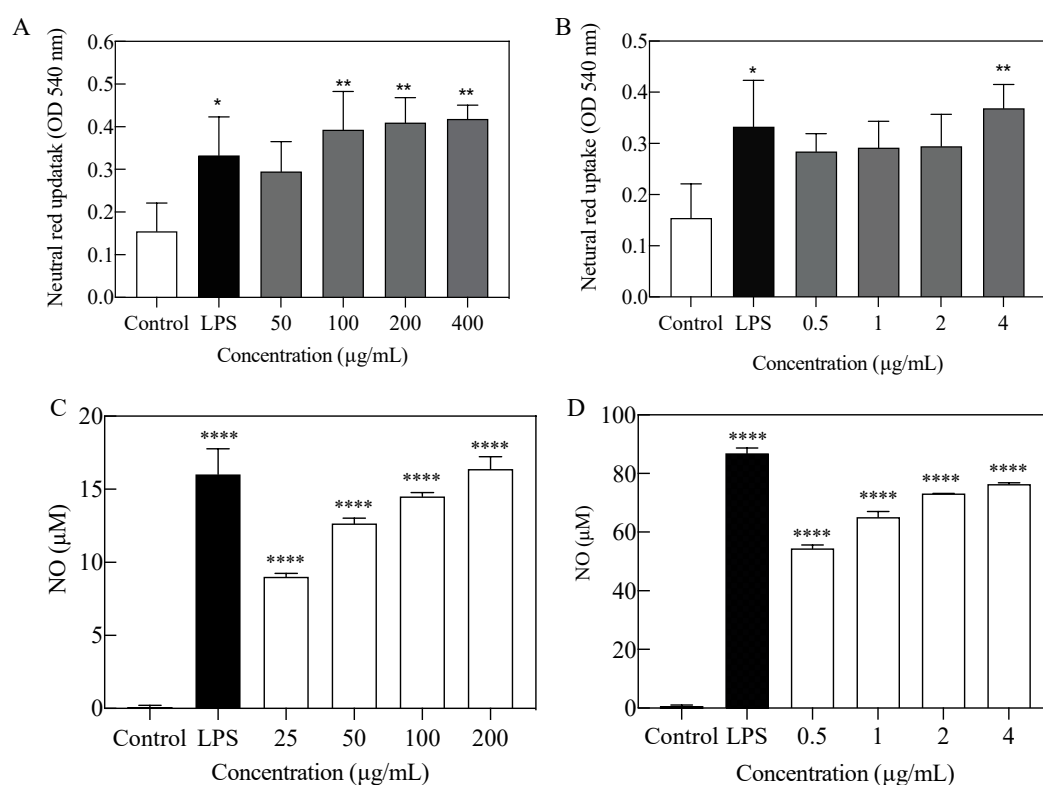 A
Neutral red updatak (OD 540 nm)
0.6
0.5
0.4
0.3
0.2
0.1
0.0
*
**
**
**
Control LPS 50 100 200 400
Concentration (µg/mL)
B
Netural red uptake (OD 540 nm)
0.5
0.4
0.3
0.2
0.1
0.0
*
**
Control LPS 0.5 1 2 4
Concentration (µg/mL)
C
NO (µM)
20
15
10
5
0
****
****
****
****
****
Control LPS 25 50 100 200
Concentration (µg/mL)
D
NO (µM)
100
80
60
40
20
0
****
****
****
****
****
Control LPS 0.5 1 2 4
Concentration (µg/mL)